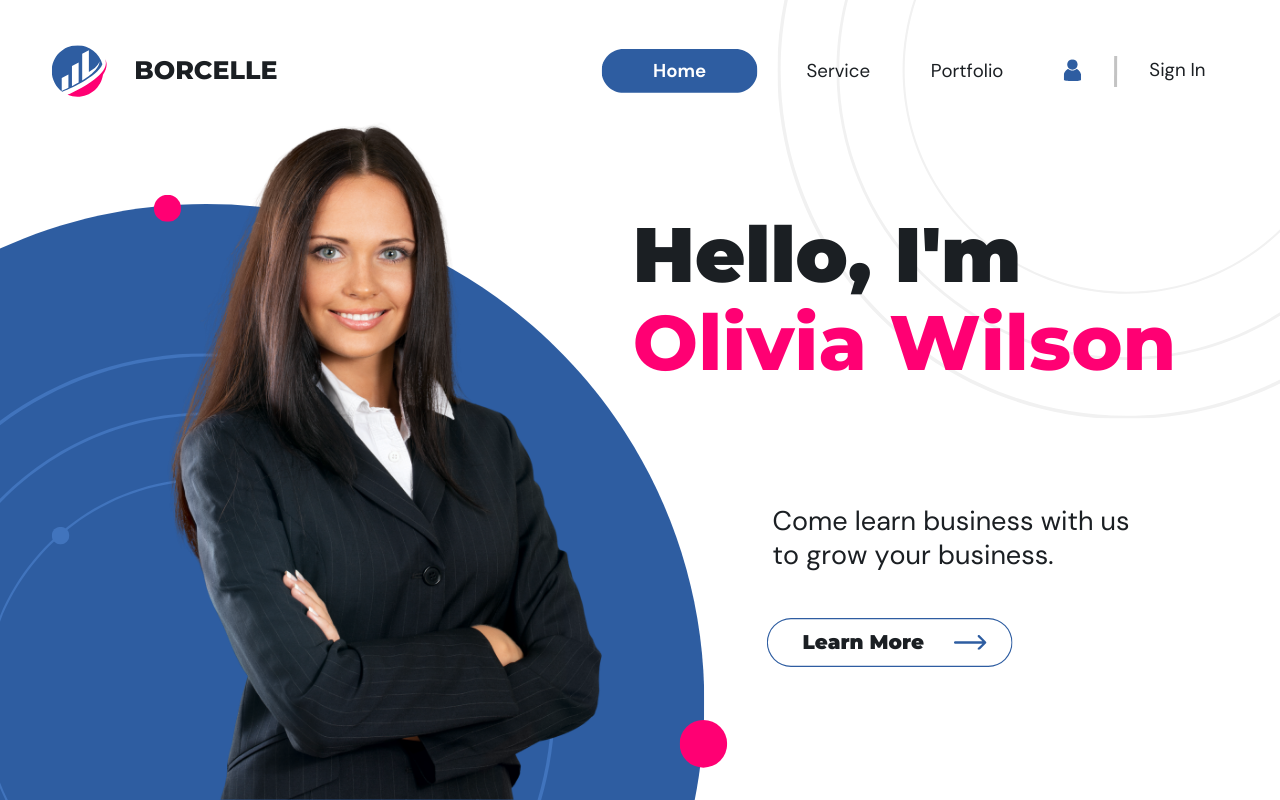 BORCELLE
Home
Service
Portfolio
Sign In
Hello, I'm
Olivia Wilson
Come learn business with us
to grow your business.
Learn More